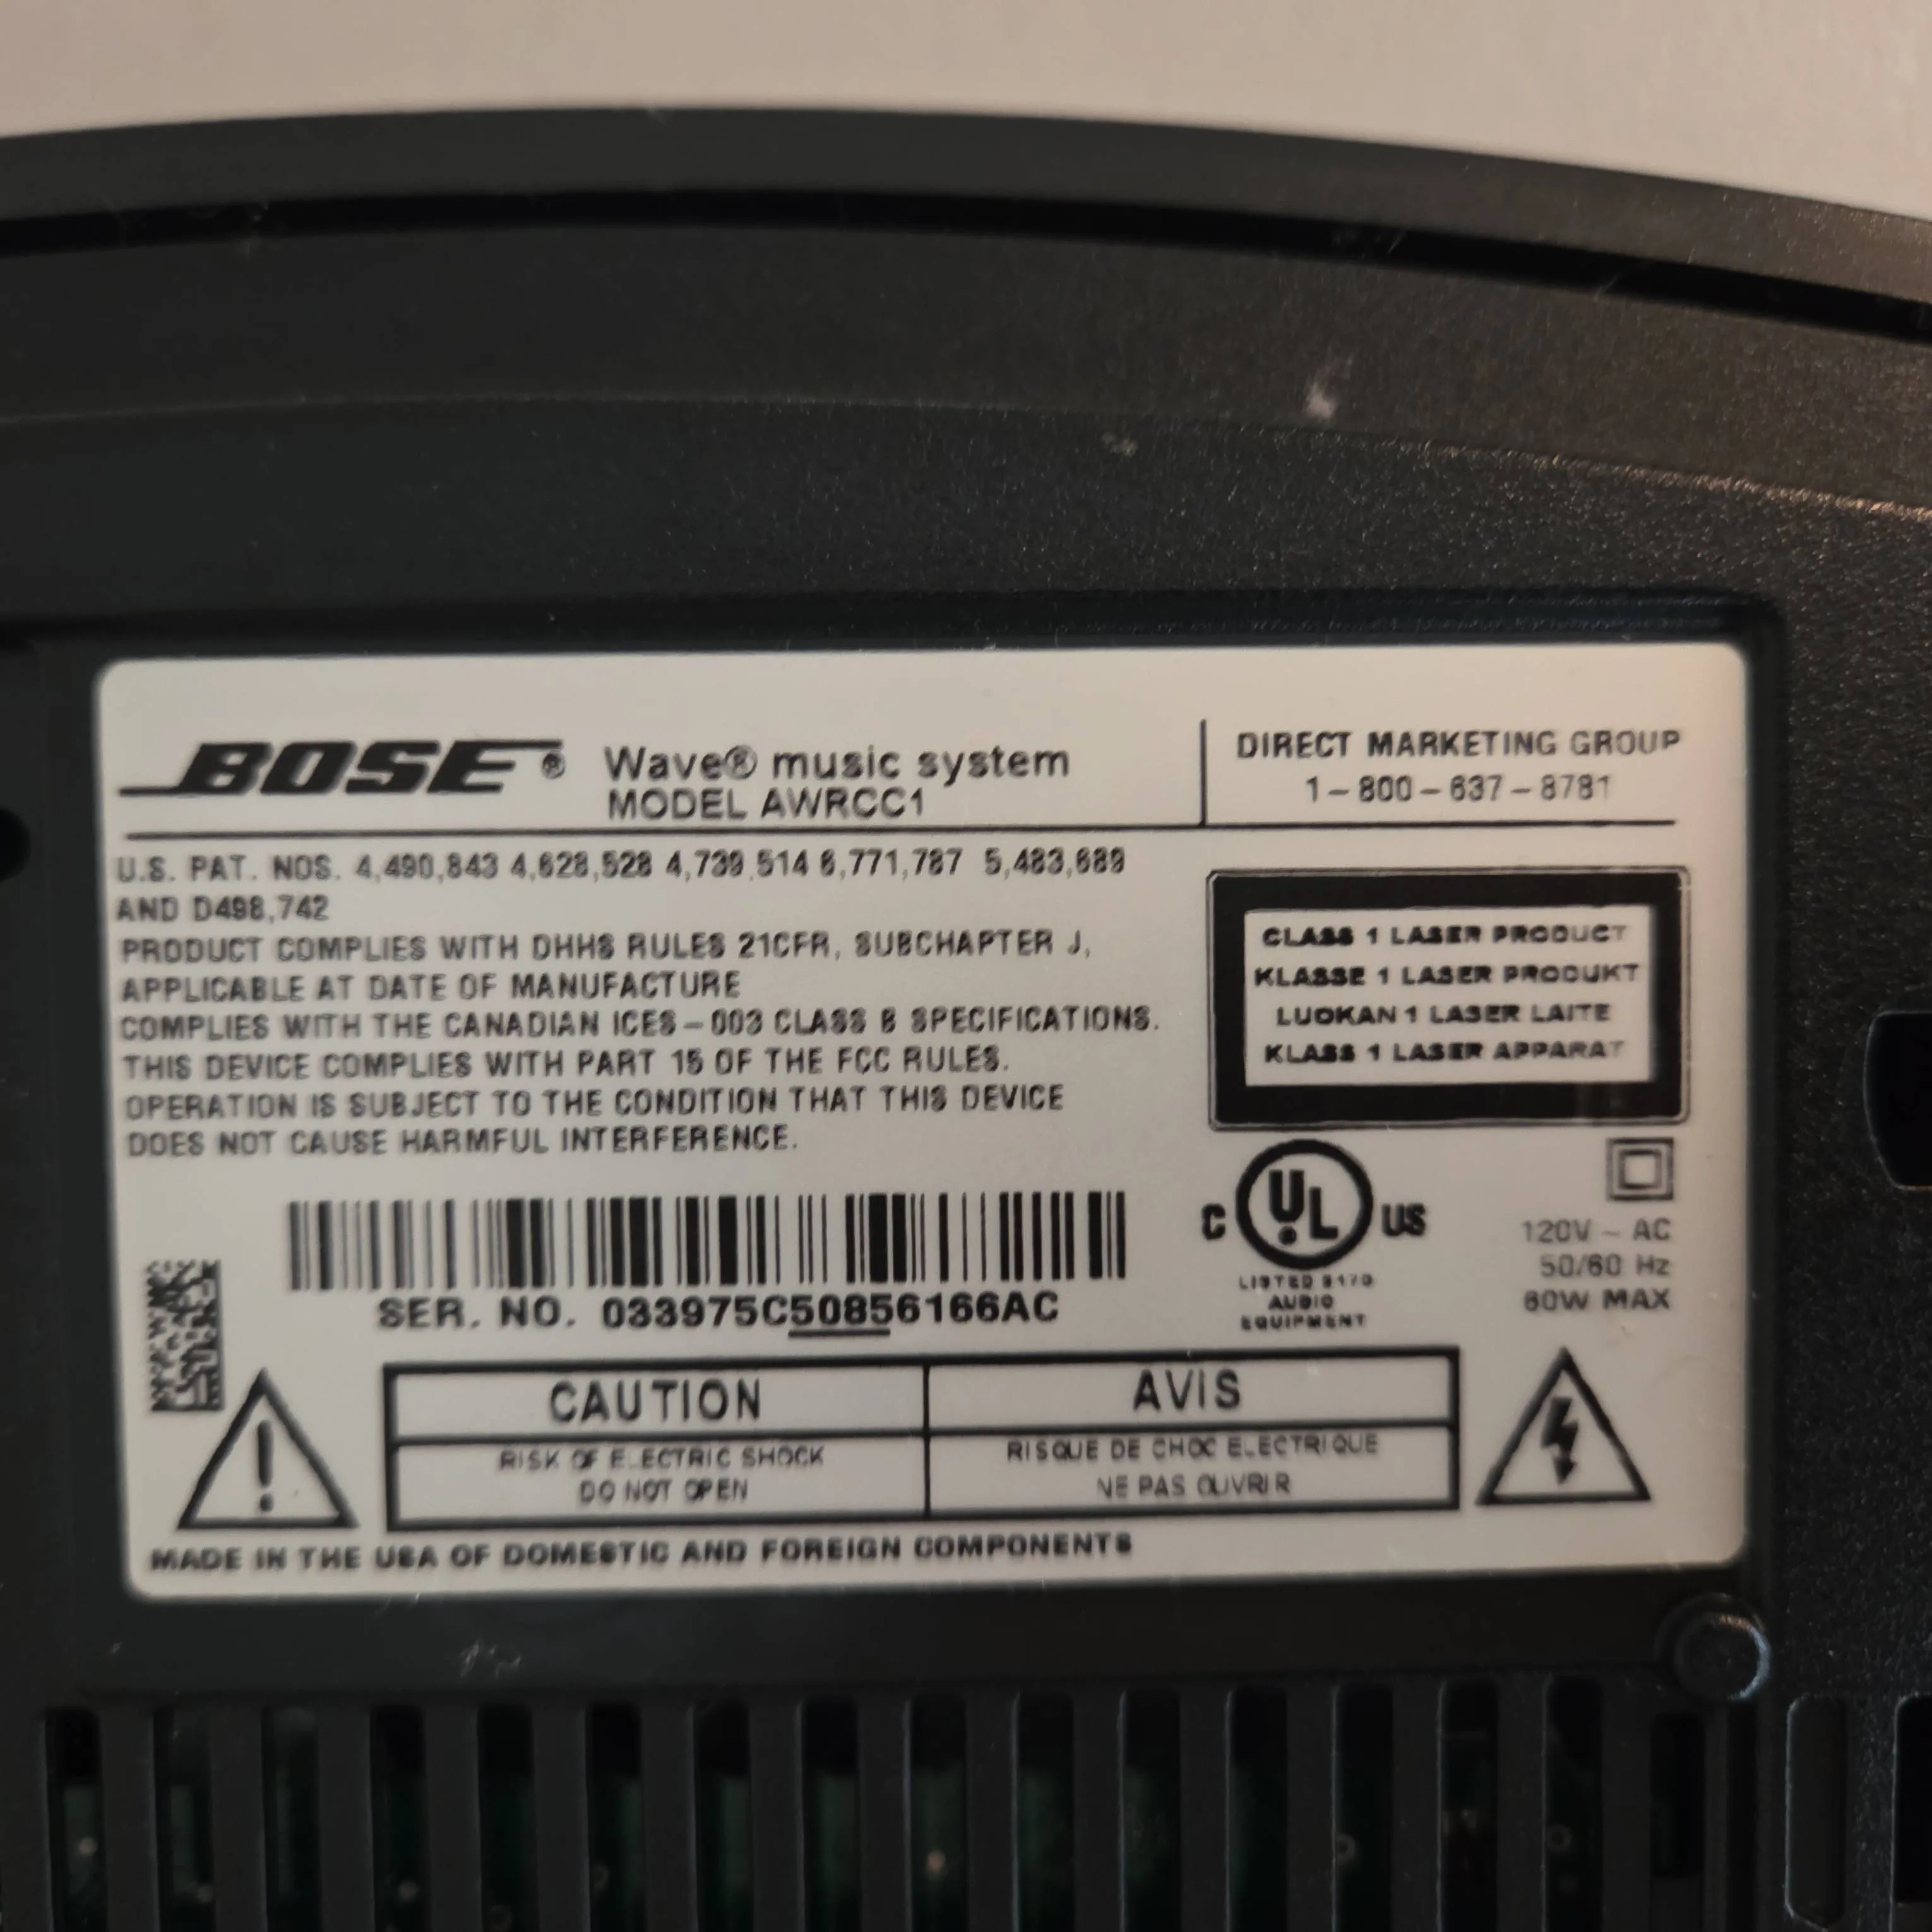 BOSE® Wave® music system
MODEL AWRCC1
DIRECT MARKETING GROUP
1-800-637-8781
U.S. PAT. NOS. 4,490,843 4,628,528 4,739,514 6,771,787 5,483,689
AND D498,742
PRODUCT COMPLIES WITH DHHS RULES 21CFR, SUBCHAPTER J,
APPLICABLE AT DATE OF MANUFACTURE
COMPLIES WITH THE CANADIAN ICES-003 CLASS B SPECIFICATIONS.
THIS DEVICE COMPLIES WITH PART 15 OF THE FCC RULES.
OPERATION IS SUBJECT TO THE CONDITION THAT THIS DEVICE
DOES NOT CAUSE HARMFUL INTERFERENCE.
CLASS 1 LASER PRODUCT
KLASSE 1 LASER PRODUKT
LUOKAN 1 LASER LAITE
KLASS 1 LASER APPARAT
SER. NO. 033975C50856166AC
C UL US
LISTED
AUDIO
EQUIPMENT
120V ~ AC
50/60 Hz
60W MAX
CAUTION
RISK OF ELECTRIC SHOCK
DO NOT OPEN
AVIS
RISQUE DE CHOC ELECTRIQUE
NE PAS OUVRIR
MADE IN THE USA OF DOMESTIC AND FOREIGN COMPONENTS